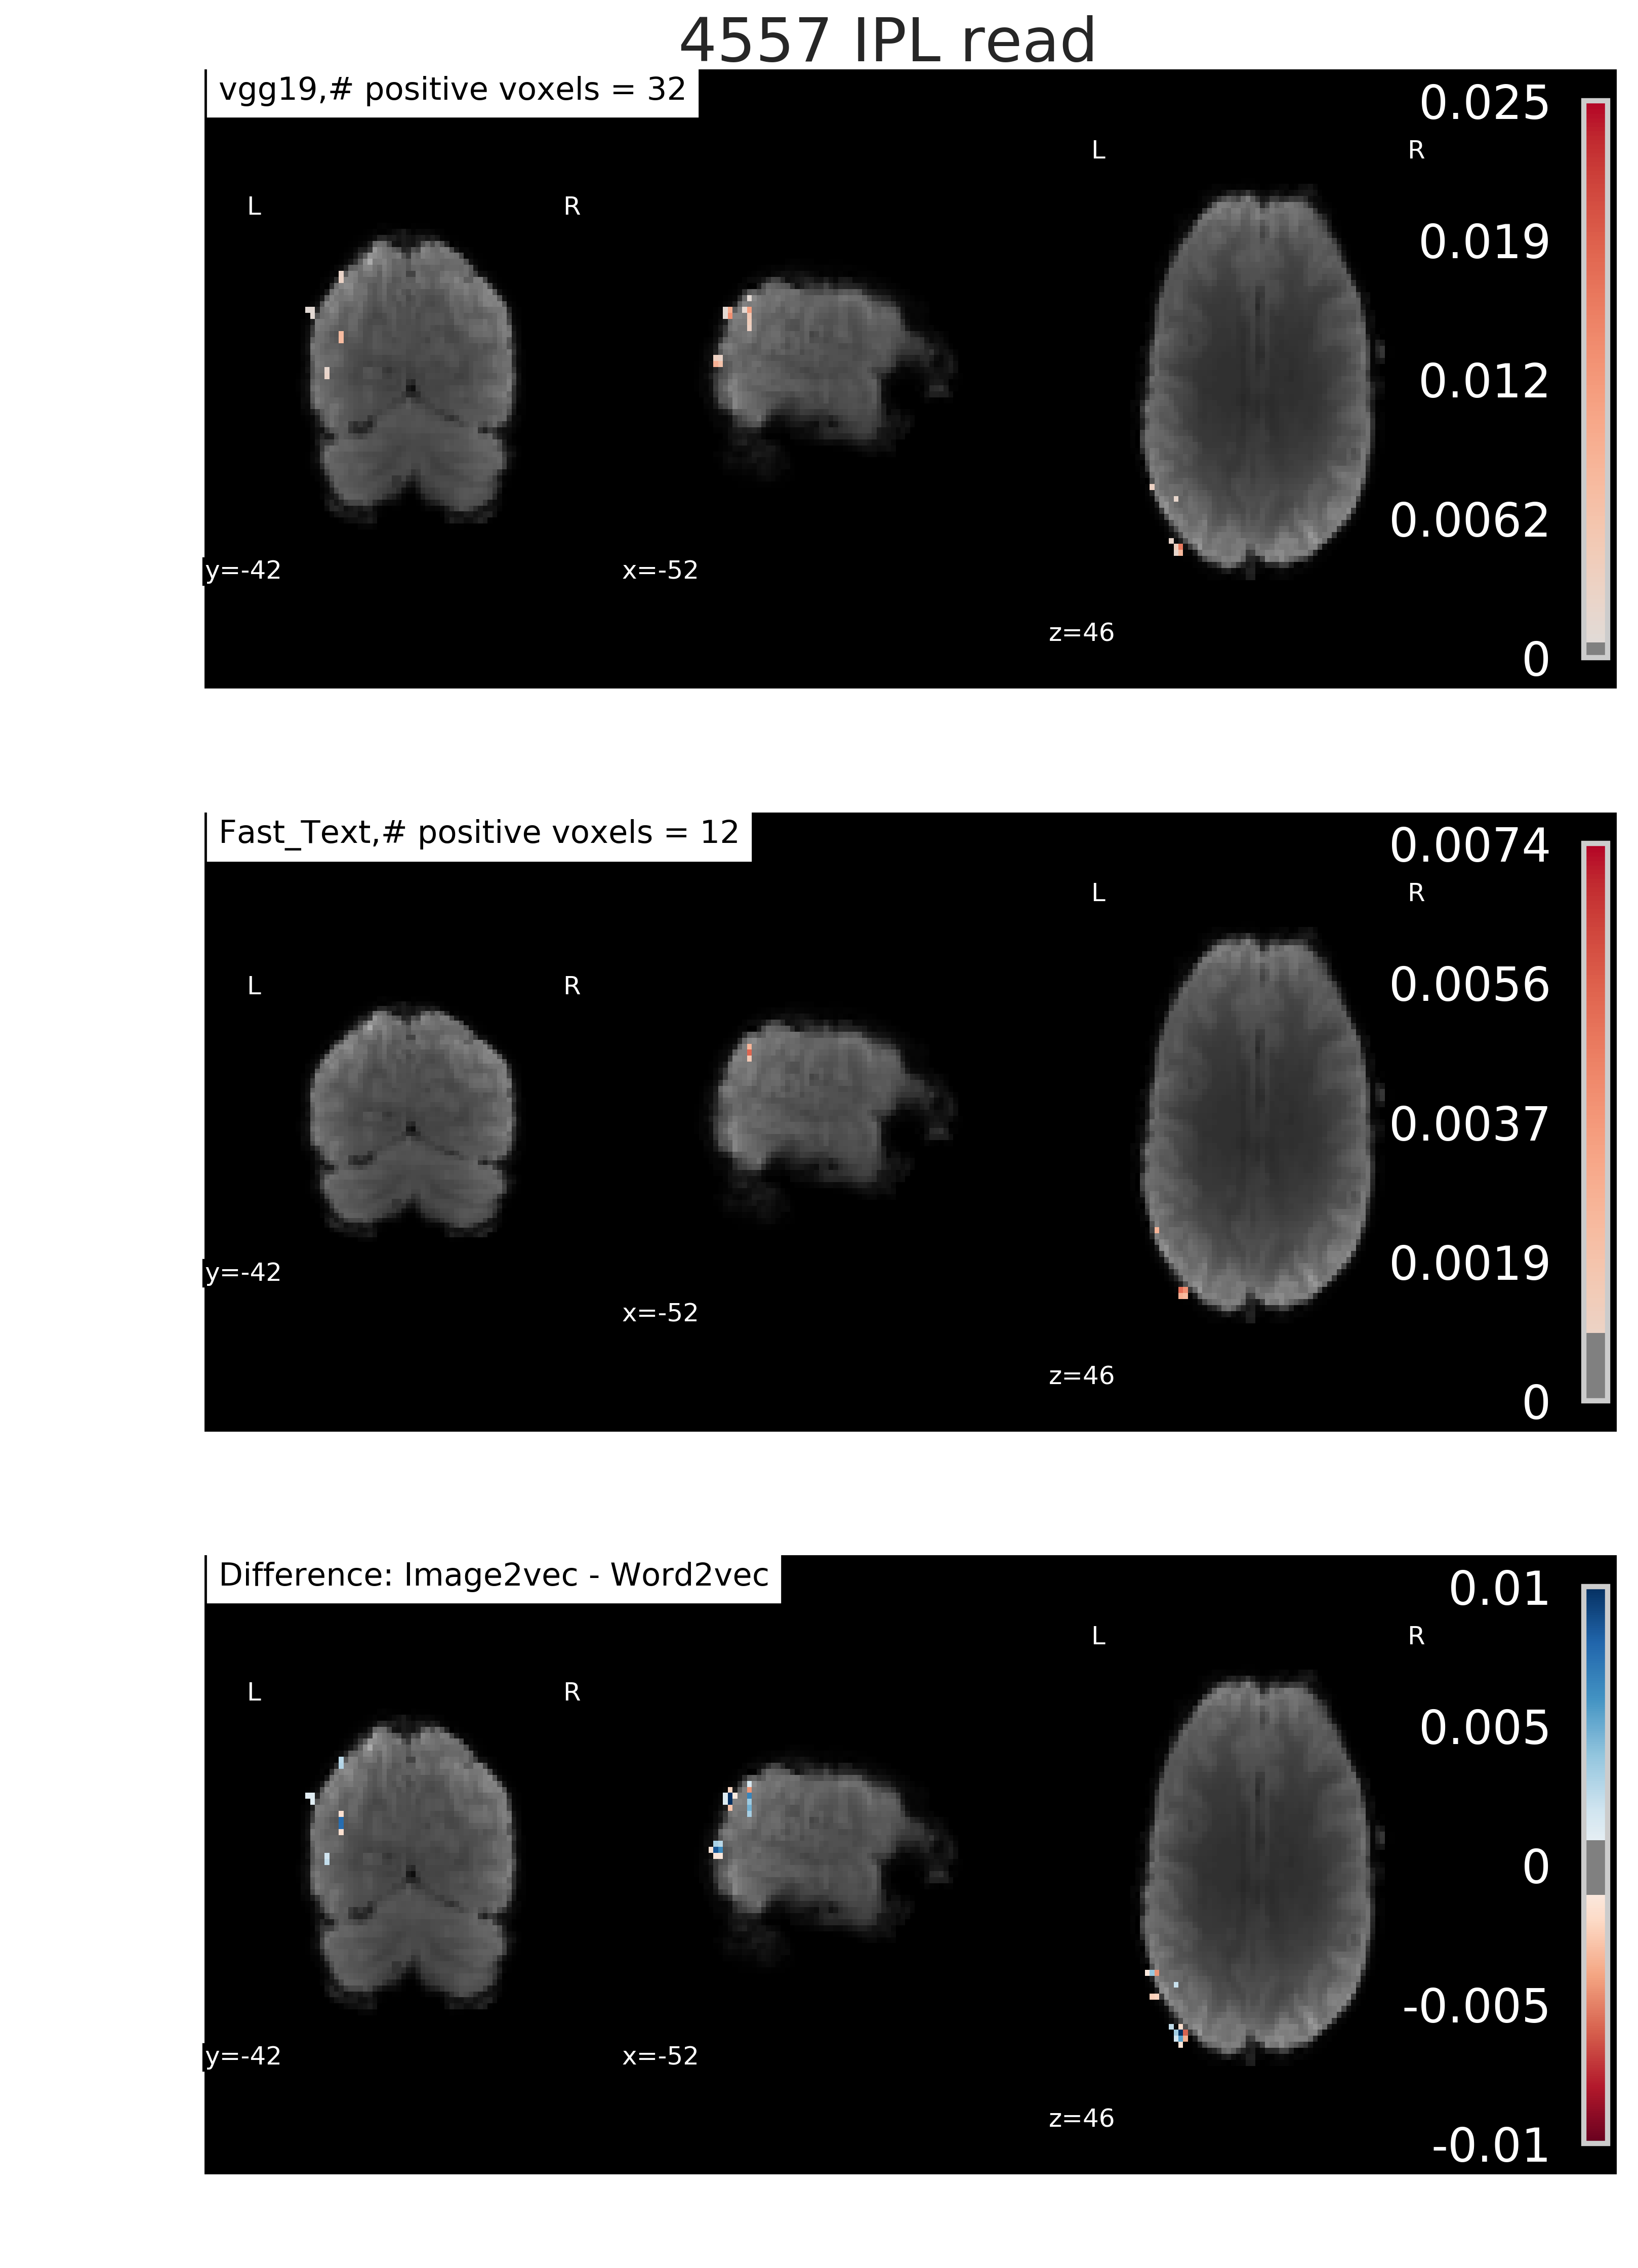 4557 IPL read
vgg19,# positive voxels = 32
0.025
L R
0.019
L R
0.012
0.0062
y=-42
x=-52
z=46
0
Fast_Text,# positive voxels = 12
0.0074
L R
0.0056
L R
0.0037
0.0019
y=-42
x=-52
z=46
0
Difference: Image2vec - Word2vec
0.01
L R
0.005
L R
0
-0.005
y=-42
x=-52
z=46
-0.01